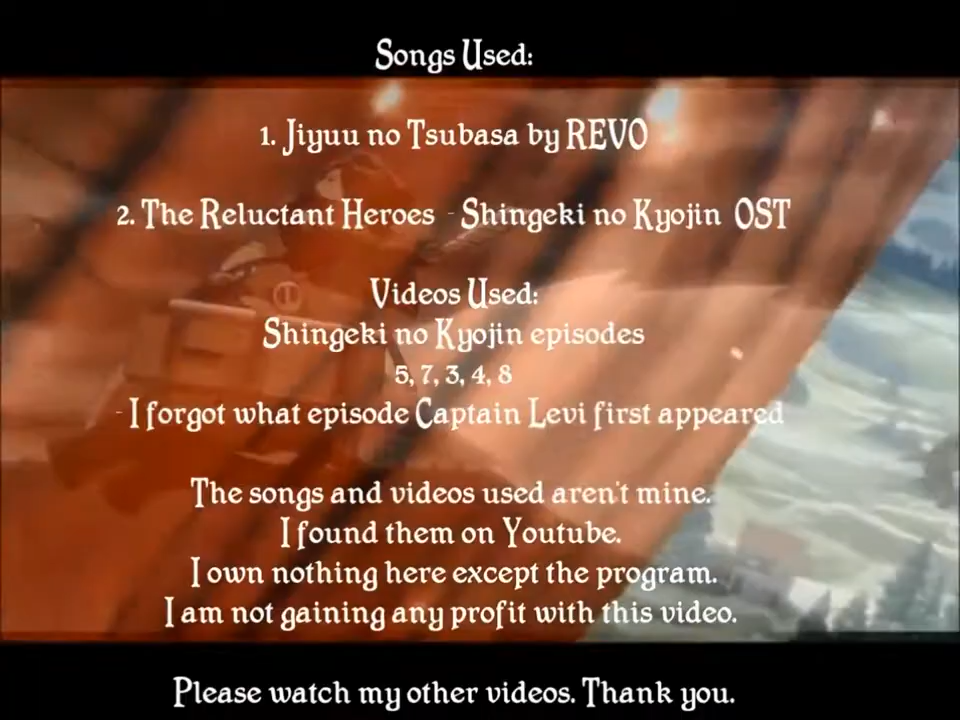 Songs Used:
1. Jiyuu no Tsubasa by REVO
2. The Reluctant Heroes - Shingeki no Kyojin OST
Videos Used:
Shingeki no Kyojin episodes
5, 7, 3, 4, 8
- I forgot what episode Captain Levi first appeared
The songs and videos used aren't mine.
I found them on Youtube.
I own nothing here except the program.
I am not gaining any profit with this video.
Please watch my other videos. Thank you.